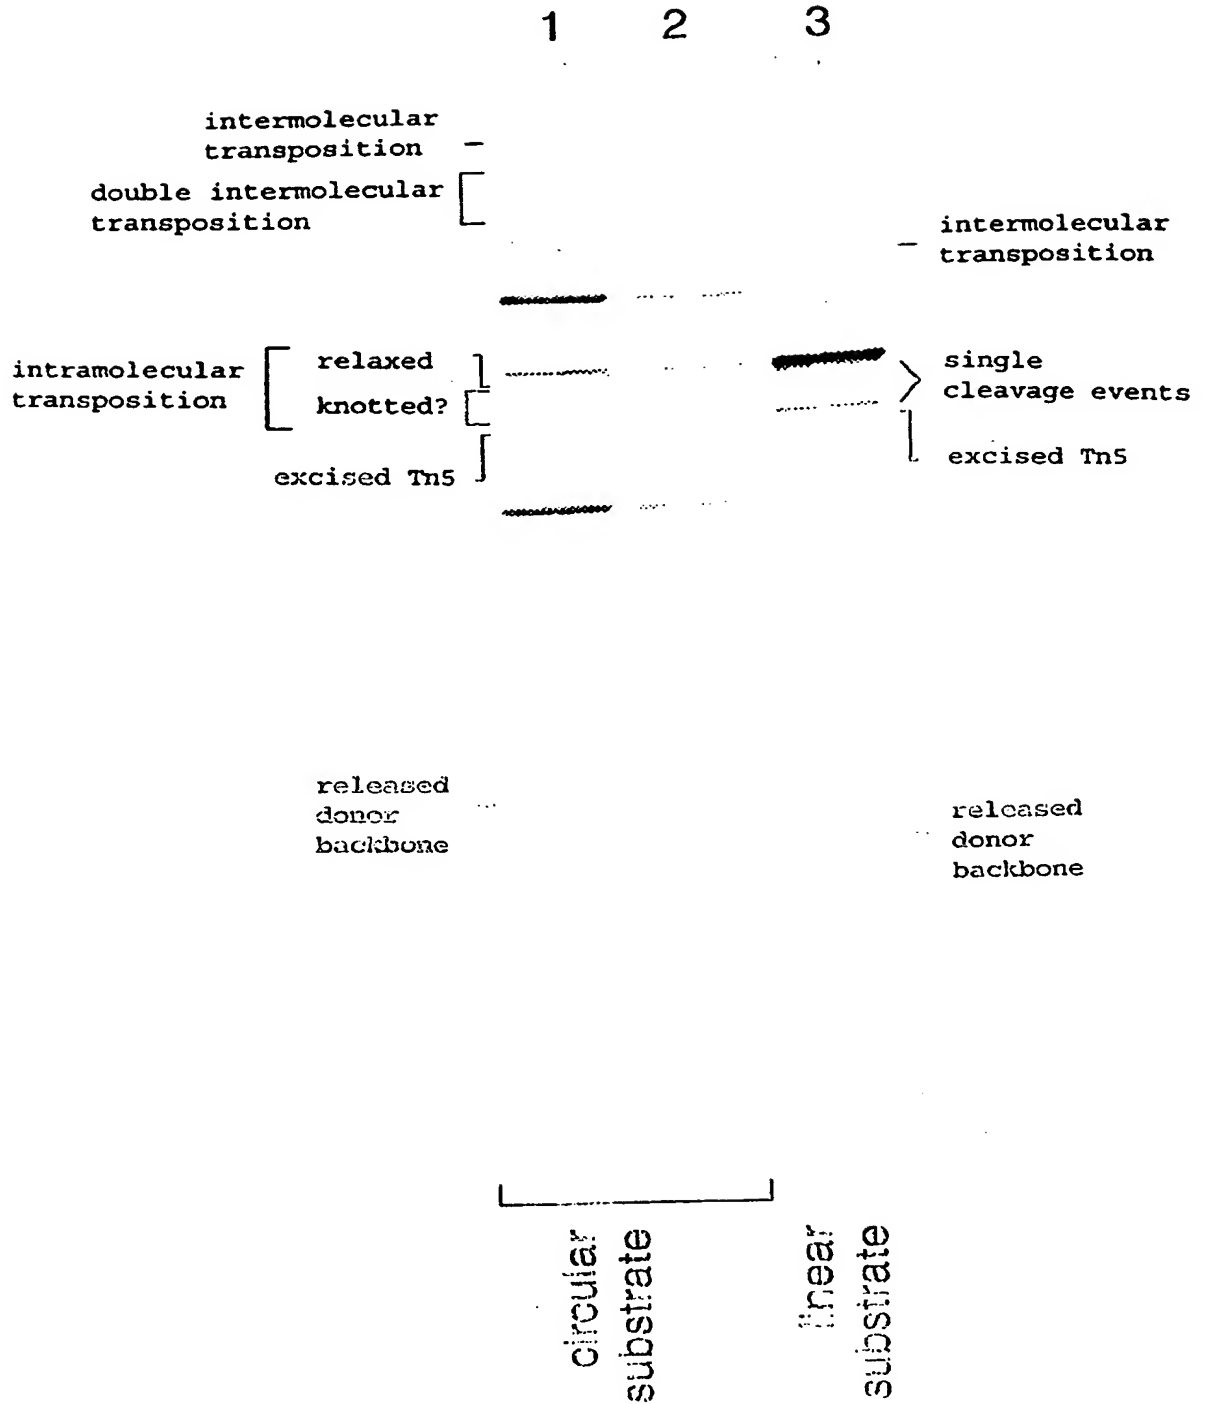 1 2 3
intermolecular
transposition
double intermolecular
transposition
intermolecular
transposition
intramolecular
transposition
relaxed
knotted?
excised Tn5
single
cleavage events
excised Tn5
released
donor
backbone
released
donor
backbone
circular
substrate
linear
substrate